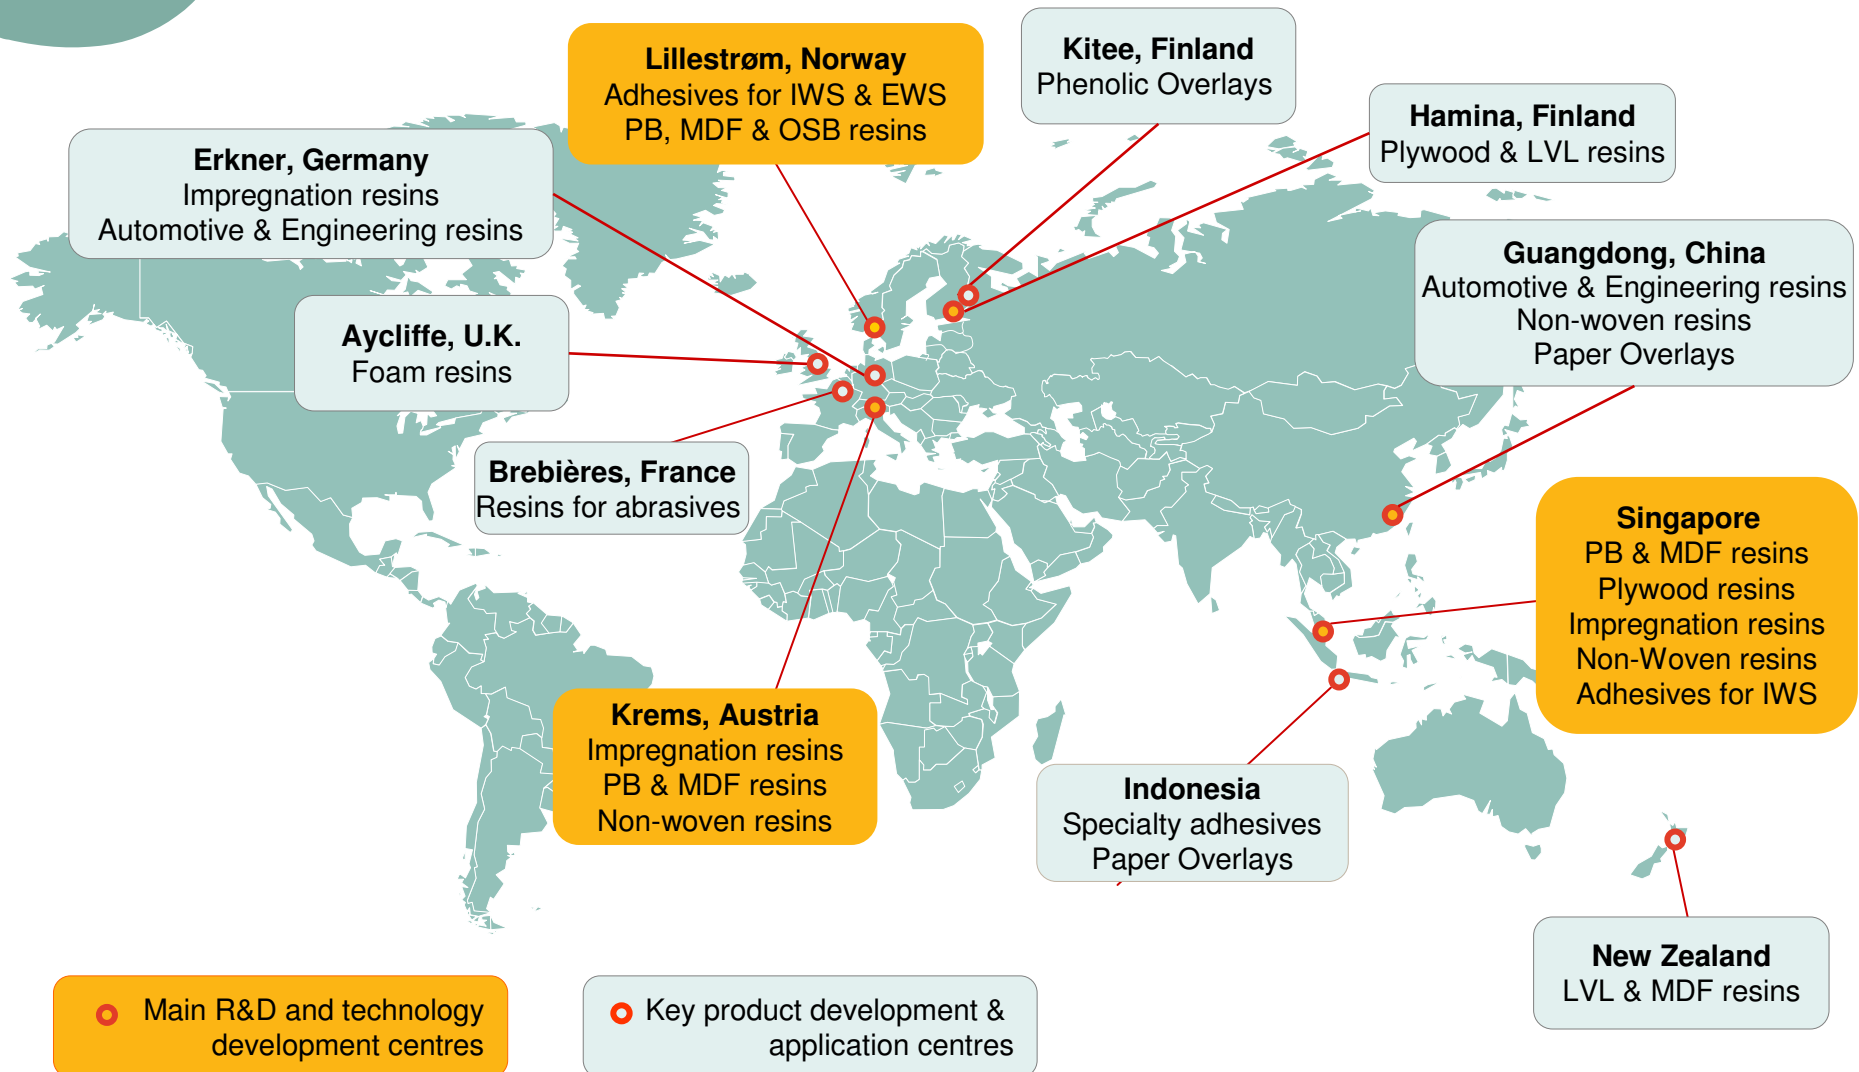 Lillestrøm, Norway
Adhesives for IWS & EWS
PB, MDF & OSB resins
Kitee, Finland
Phenolic Overlays
Hamina, Finland
Plywood & LVL resins
Erkner, Germany
Impregnation resins
Automotive & Engineering resins
Guangdong, China
Automotive & Engineering resins
Non-woven resins
Paper Overlays
Aycliffe, U.K.
Foam resins
Brebières, France
Resins for abrasives
Singapore
PB & MDF resins
Plywood resins
Impregnation resins
Non-Woven resins
Adhesives for IWS
Krems, Austria
Impregnation resins
PB & MDF resins
Non-woven resins
Indonesia
Specialty adhesives
Paper Overlays
New Zealand
LVL & MDF resins
Main R&D and technology
development centres
Key product development &
application centres